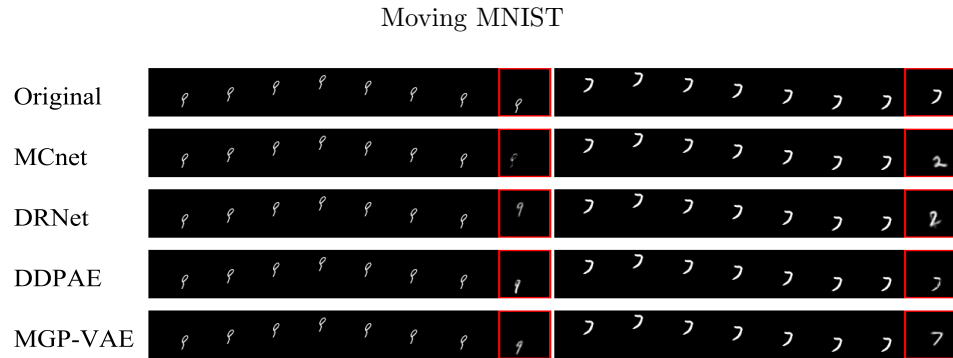 Moving MNIST
Original
MCnet
DRNet
DDPAE
MGP-VAE